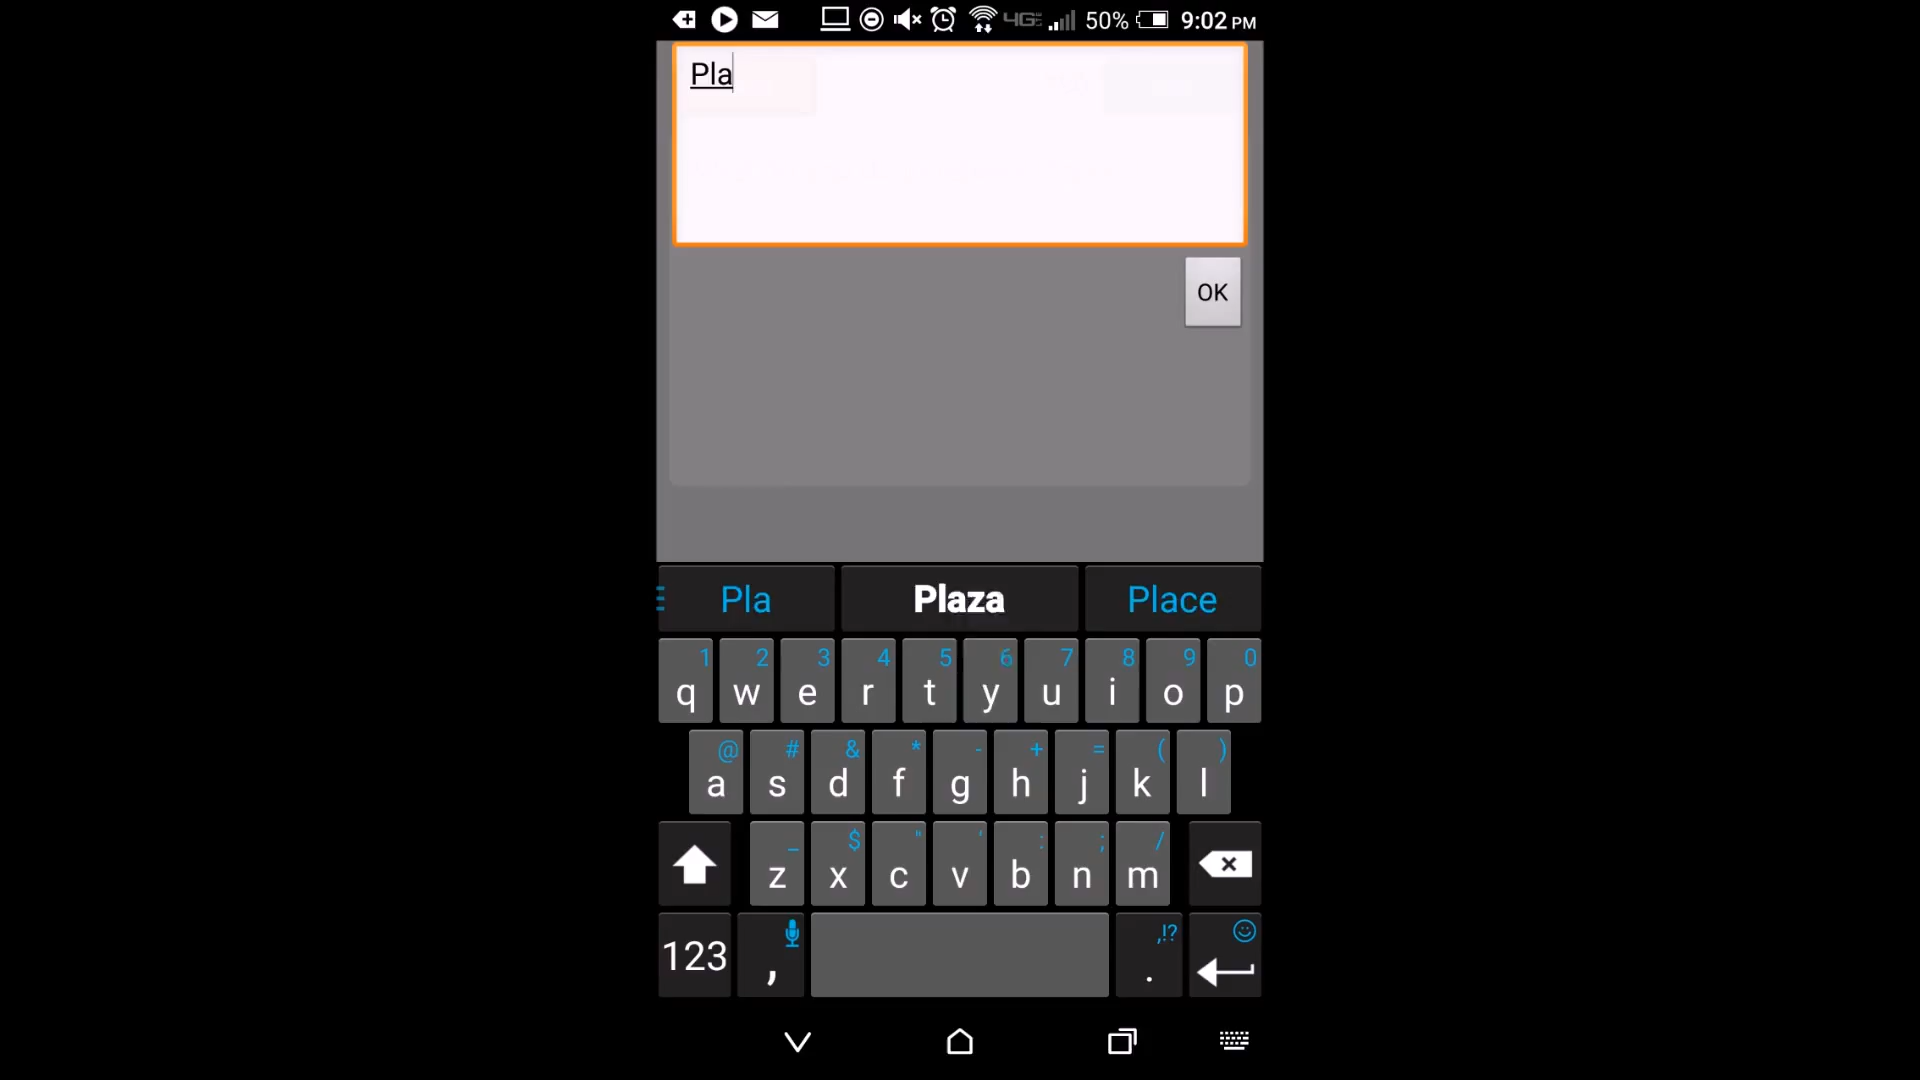 4G 50% 9:02 PM
Pla
OK
Pla Plaza Place
1 2 3 4 5 6 7 8 9 0
q w e r t y u i o p
@ # & * - + = ( )
a s d f g h j k l
_ $ " ' : ; /
z x c v b n m
,!?
123 , .